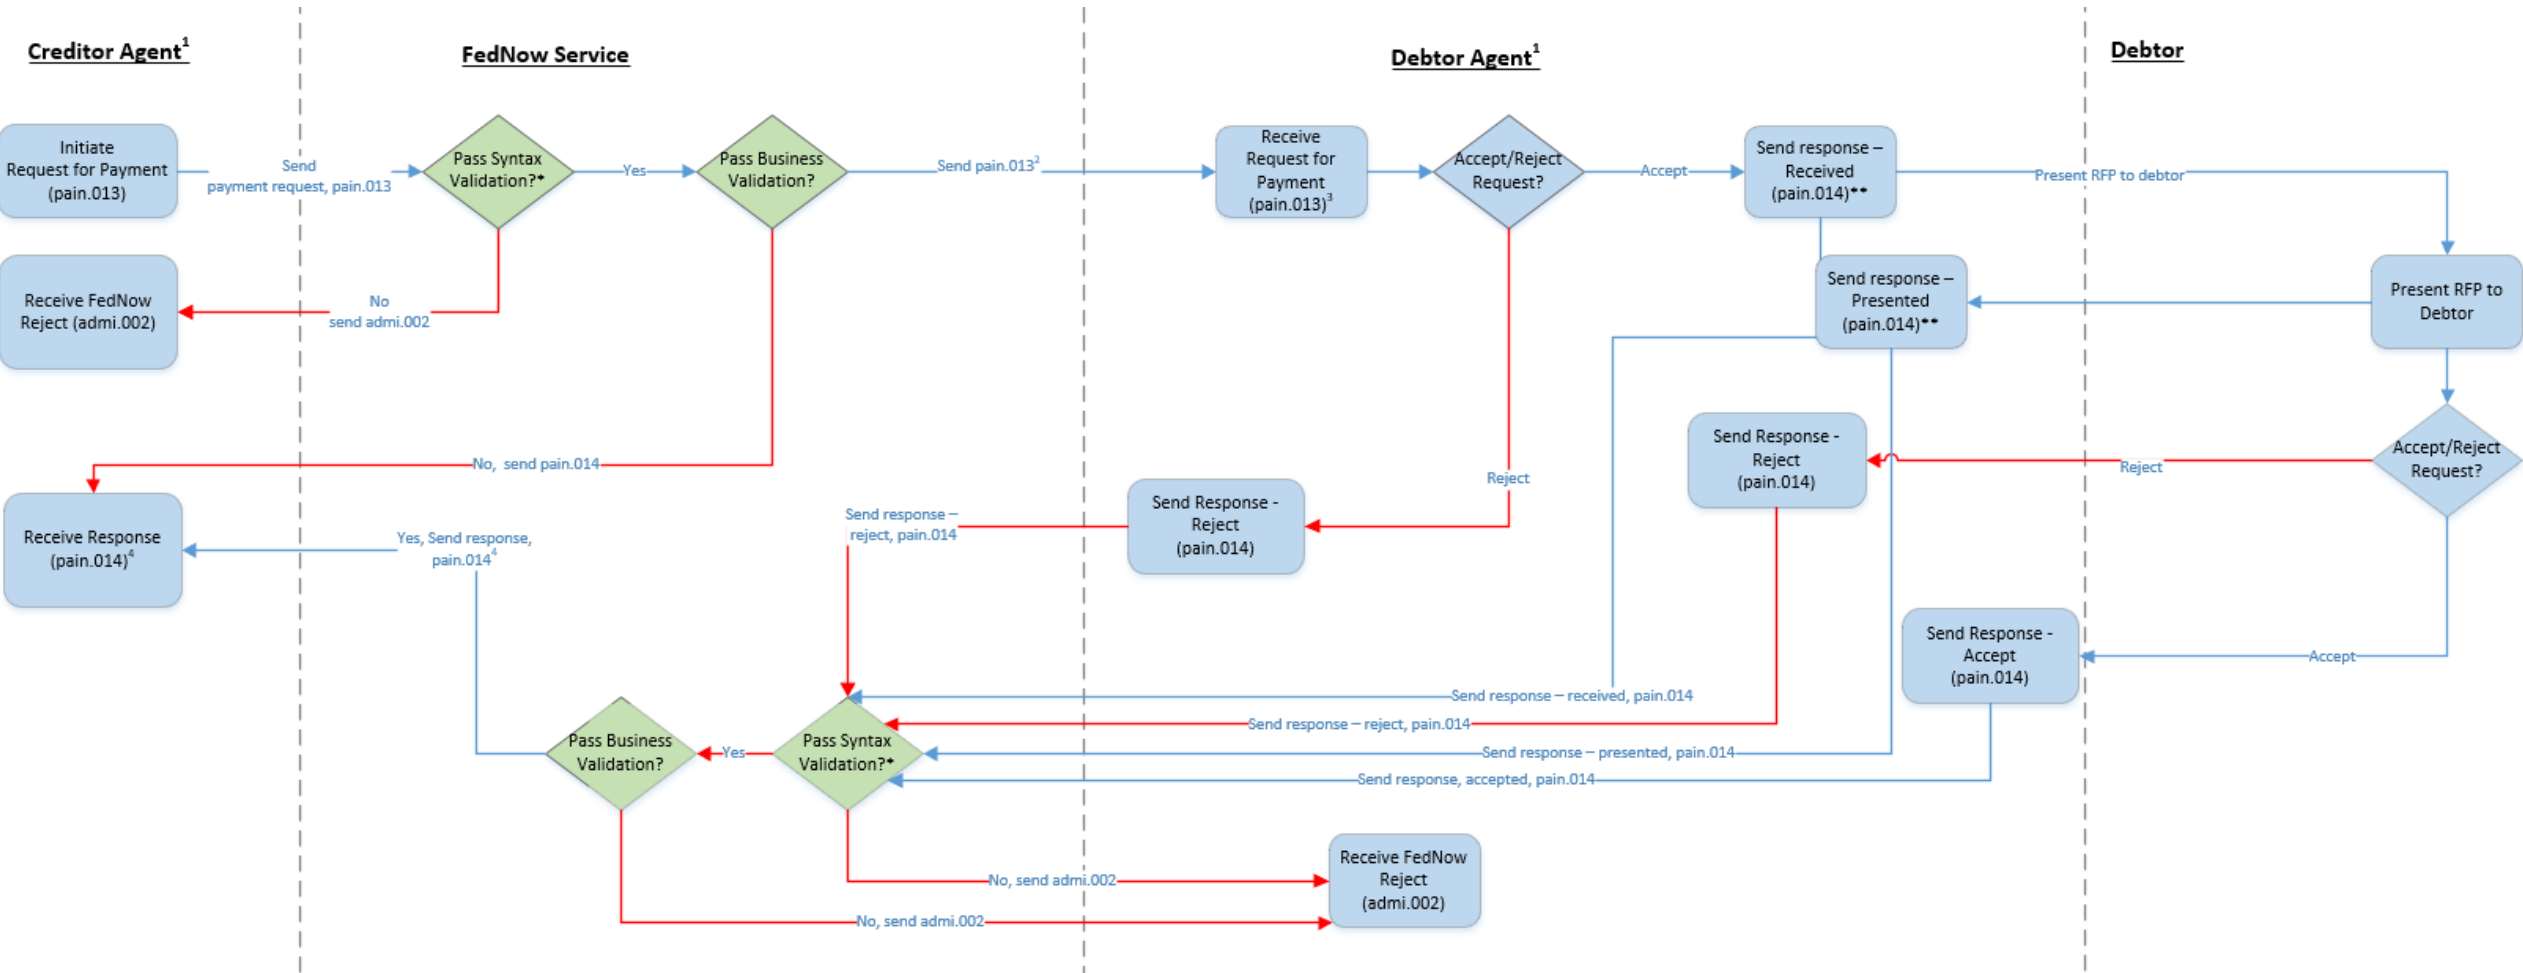 Creditor Agent¹
FedNow Service
Debtor Agent¹
Debtor
Initiate
Request for Payment
(pain.013)
Send
payment request, pain.013
Pass Syntax
Validation?*
Yes
Pass Business
Validation?
Send pain.013²
Receive
Request for
Payment
(pain.013)³
Accept/Reject
Request?
Accept
Send response –
Received
(pain.014)**
Present RFP to debtor
Receive FedNow
Reject (admi.002)
No
send admi.002
Send response –
Presented
(pain.014)**
Present RFP to
Debtor
No, send pain.014
Reject
Send Response -
Reject
(pain.014)
Reject
Accept/Reject
Request?
Receive Response
(pain.014)⁴
Yes, Send response,
pain.014⁴
Send response –
reject, pain.014
Send Response -
Reject
(pain.014)
Send Response -
Accept
(pain.014)
Accept
Send response – received, pain.014
Send response – reject, pain.014
Pass Business
Validation?
Yes
Pass Syntax
Validation?*
Send response – presented, pain.014
Send response, accepted, pain.014
No, send admi.002
Receive FedNow
Reject
(admi.002)
No, send admi.002